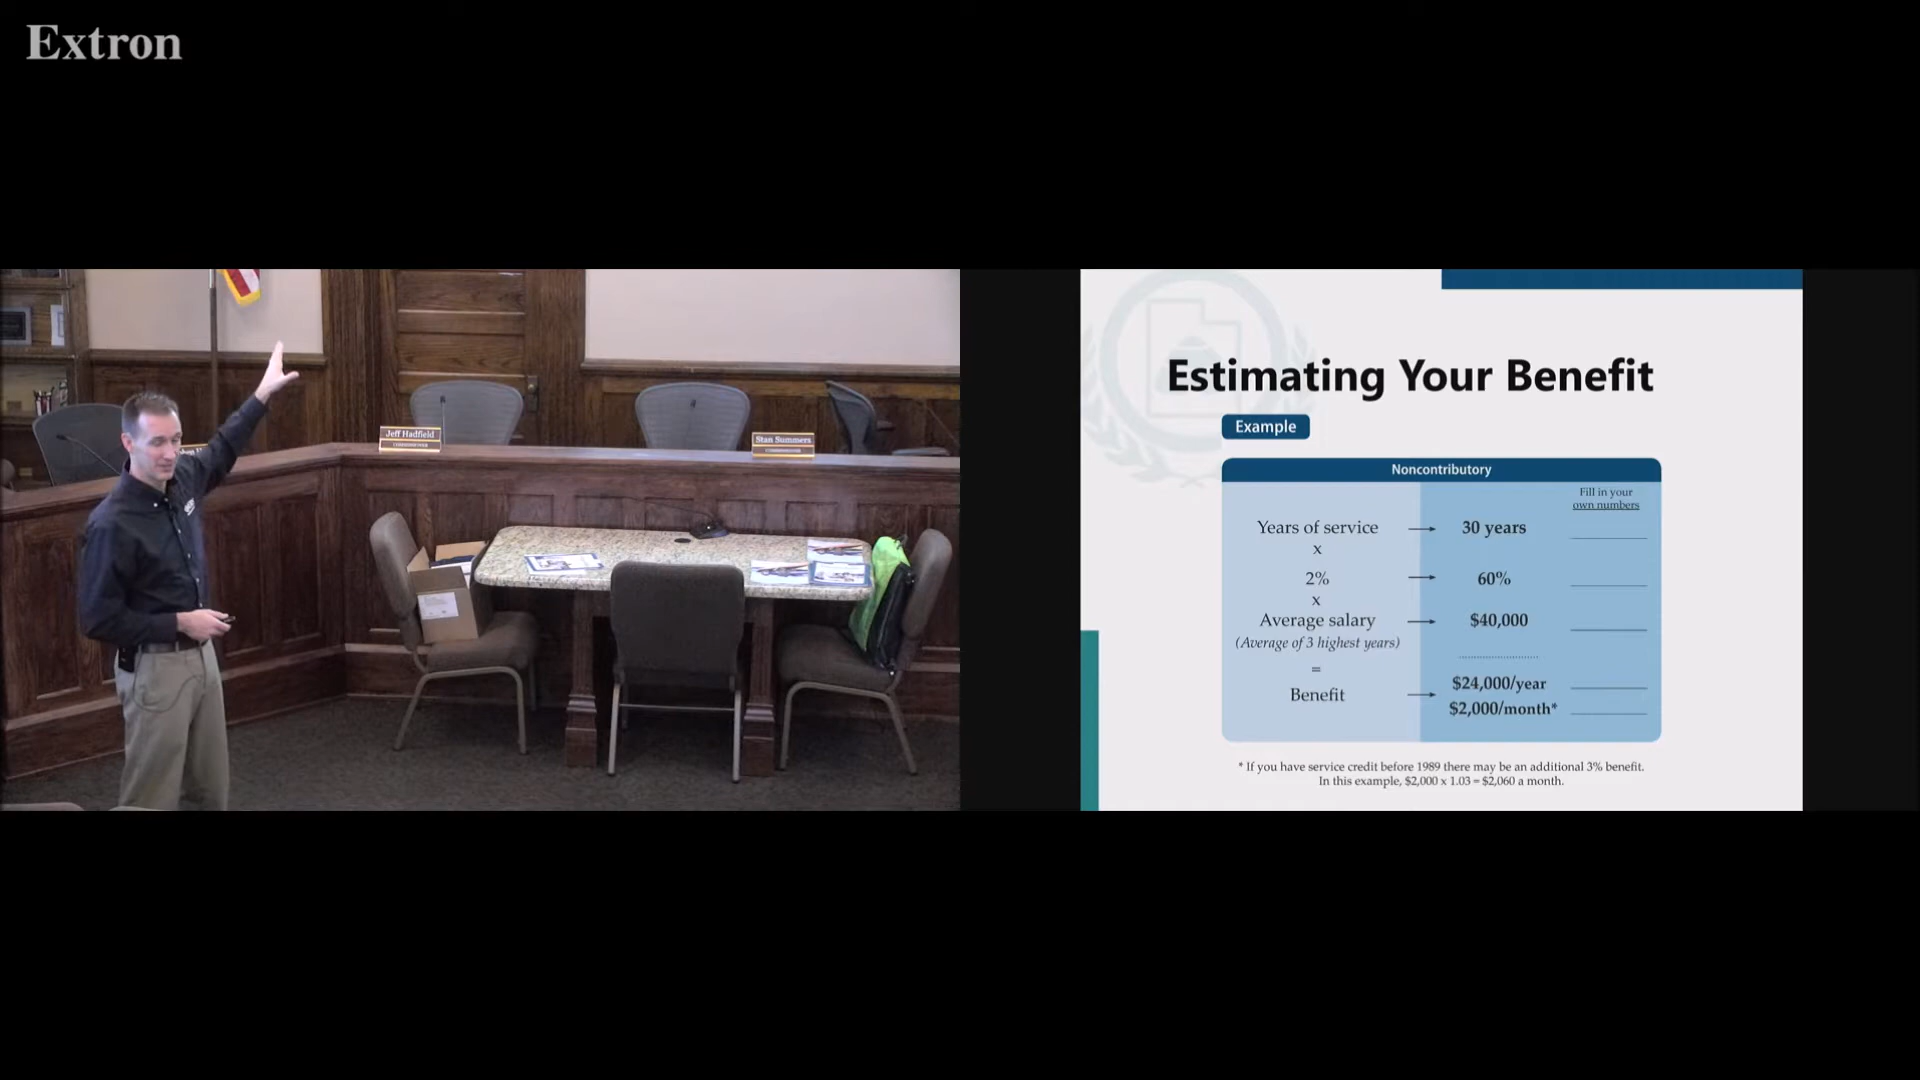 Extron
Jeff Hadfield
COMMISSIONER
Stan Summers
COMMISSIONER
Estimating Your Benefit
Example
Noncontributory
Fill in your
own numbers
Years of service → 30 years
x
2% → 60%
x
Average salary → $40,000
(Average of 3 highest years)
=
Benefit → $24,000/year
$2,000/month*
* If you have service credit before 1989 there may be an additional 3% benefit.
In this example, $2,000 x 1.03 = $2,060 a month.